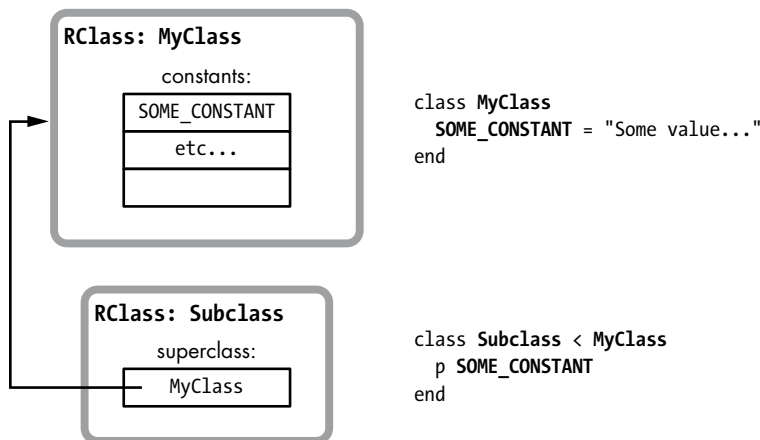 RClass: MyClass
constants:
SOME_CONSTANT
etc...
class MyClass
  SOME_CONSTANT = "Some value..."
end
RClass: Subclass
superclass:
MyClass
class Subclass < MyClass
  p SOME_CONSTANT
end